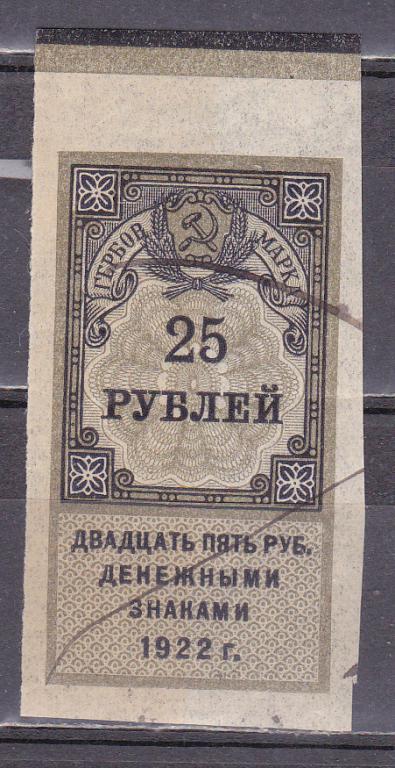 ГЕРБОВ. МАРКА
25
РУБЛЕЙ
ДВАДЦАТЬ ПЯТЬ РУБ.
ДЕНЕЖНЫМИ
ЗНАКАМИ
1922 г.